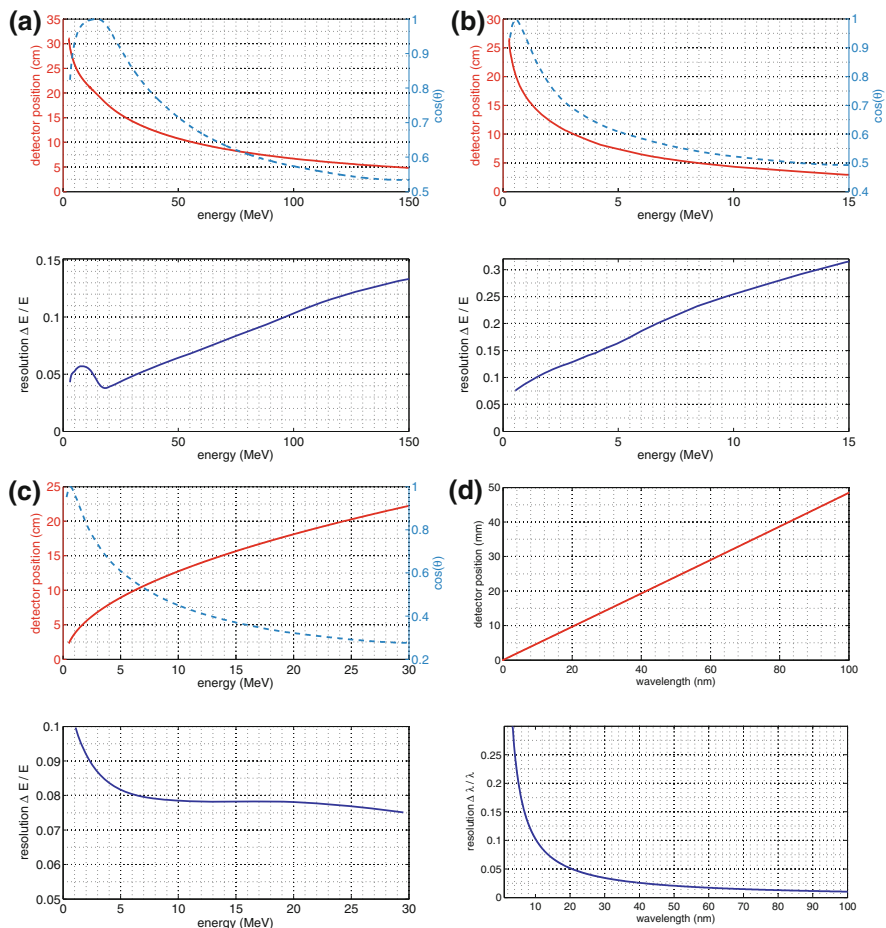 (a)
35
30
25
20
15
10
5
0
detector position (cm)
1
0.9
0.8
0.7
0.6
0.5
cos(θ)
0 50 100 150
energy (MeV)
(b)
30
25
20
15
10
5
0
detector position (cm)
1
0.9
0.8
0.7
0.6
0.5
0.4
cos(θ)
0 5 10 15
energy (MeV)
0.15
0.1
0.05
0
resolution Δ E / E
0 50 100 150
energy (MeV)
0.3
0.25
0.2
0.15
0.1
0.05
0
resolution Δ E / E
0 5 10 15
energy (MeV)
(c)
25
20
15
10
5
0
detector position (cm)
1
0.8
0.6
0.4
0.2
cos(θ)
0 5 10 15 20 25 30
energy (MeV)
(d)
50
40
30
20
10
0
detector position (mm)
0 20 40 60 80 100
wavelength (nm)
0.1
0.09
0.08
0.07
0.06
0.05
resolution Δ E / E
0 5 10 15 20 25 30
energy (MeV)
0.25
0.2
0.15
0.1
0.05
0
resolution Δ λ / λ
10 20 30 40 50 60 70 80 90 100
wavelength (nm)